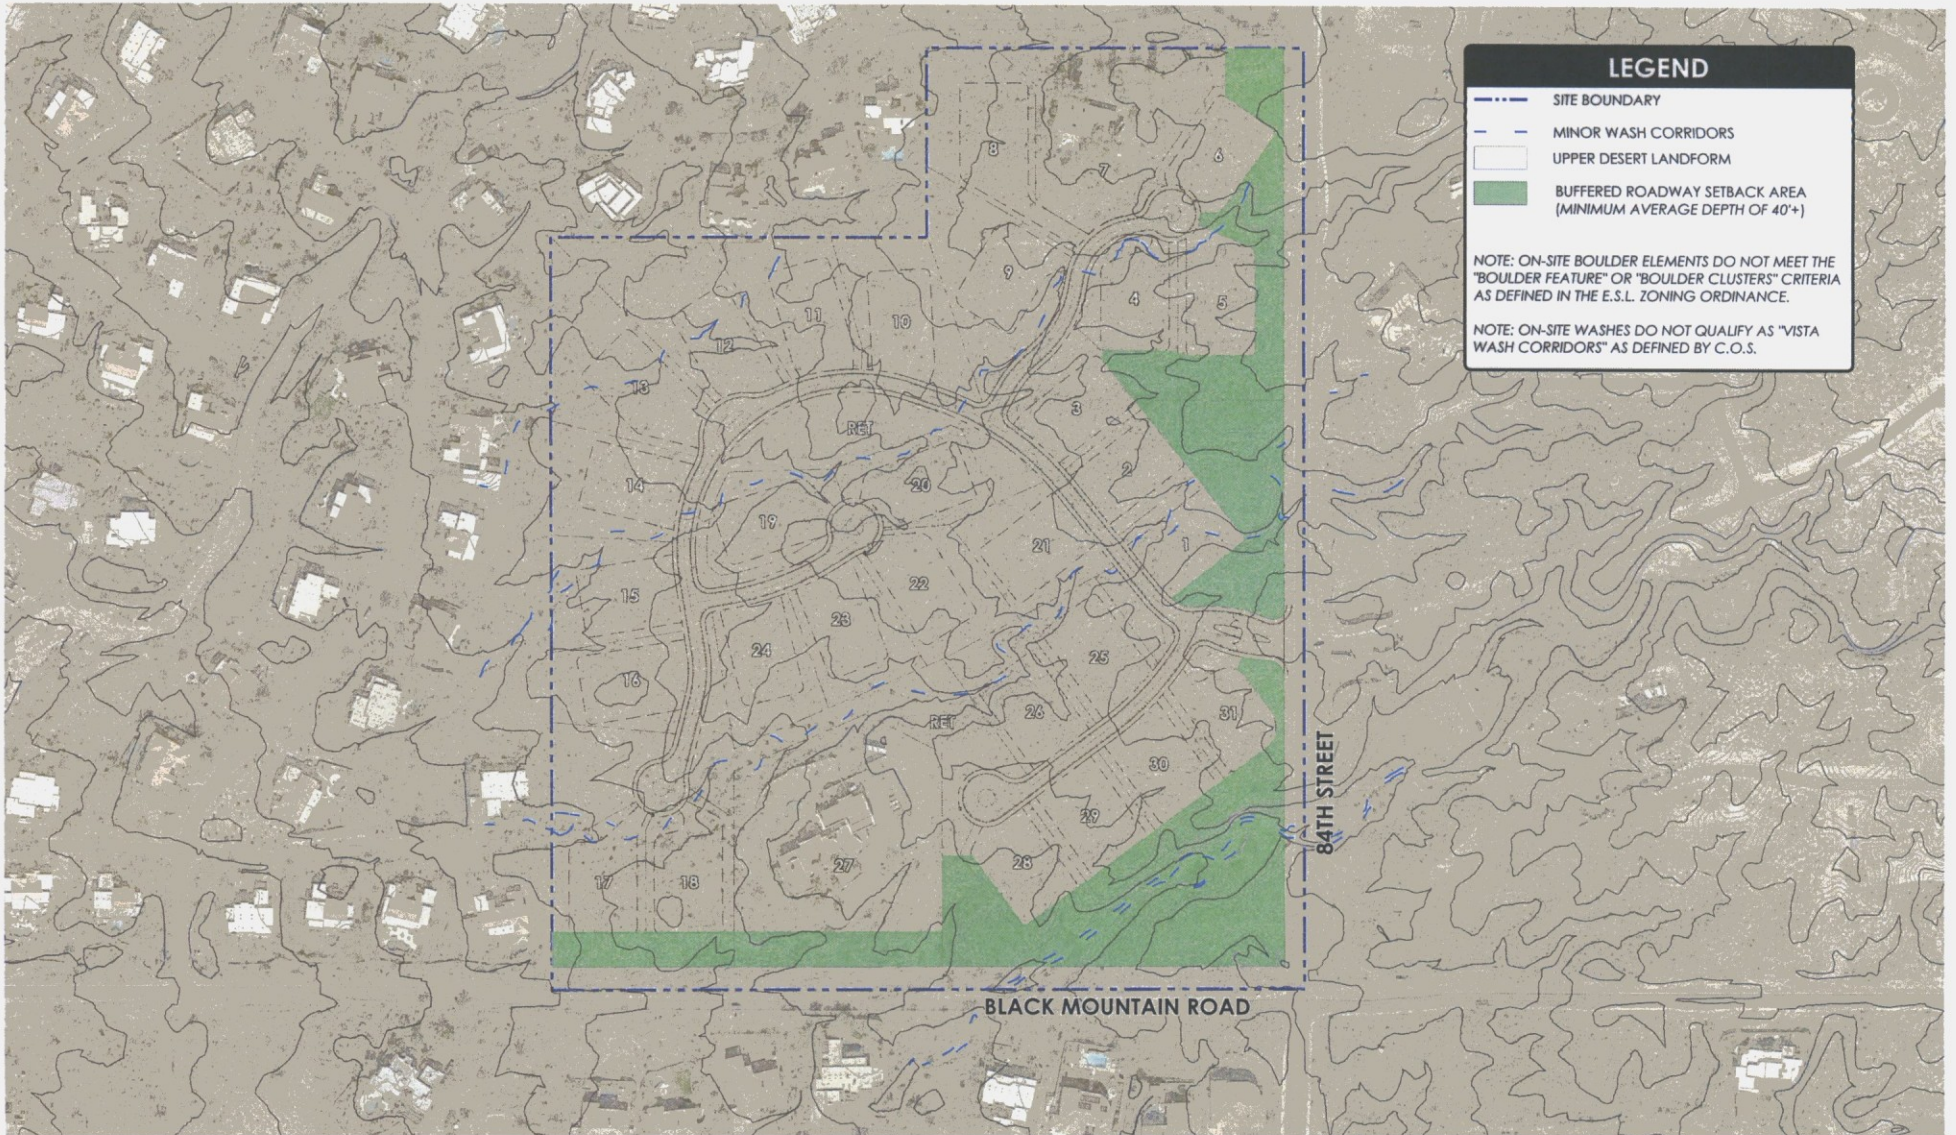 LEGEND
SITE BOUNDARY
MINOR WASH CORRIDORS
UPPER DESERT LANDFORM
BUFFERED ROADWAY SETBACK AREA
(MINIMUM AVERAGE DEPTH OF 40'+)
NOTE: ON-SITE BOULDER ELEMENTS DO NOT MEET THE
"BOULDER FEATURE" OR "BOULDER CLUSTERS" CRITERIA
AS DEFINED IN THE E.S.L. ZONING ORDINANCE.
NOTE: ON-SITE WASHES DO NOT QUALIFY AS "VISTA
WASH CORRIDORS" AS DEFINED BY C.O.S.
8
7
6
9
4
5
11
10
12
13
3
RET
2
14
20
19
1
21
22
15
23
24
25
16
26
31
RET
30
29
28
27
17
18
84TH STREET
BLACK MOUNTAIN ROAD